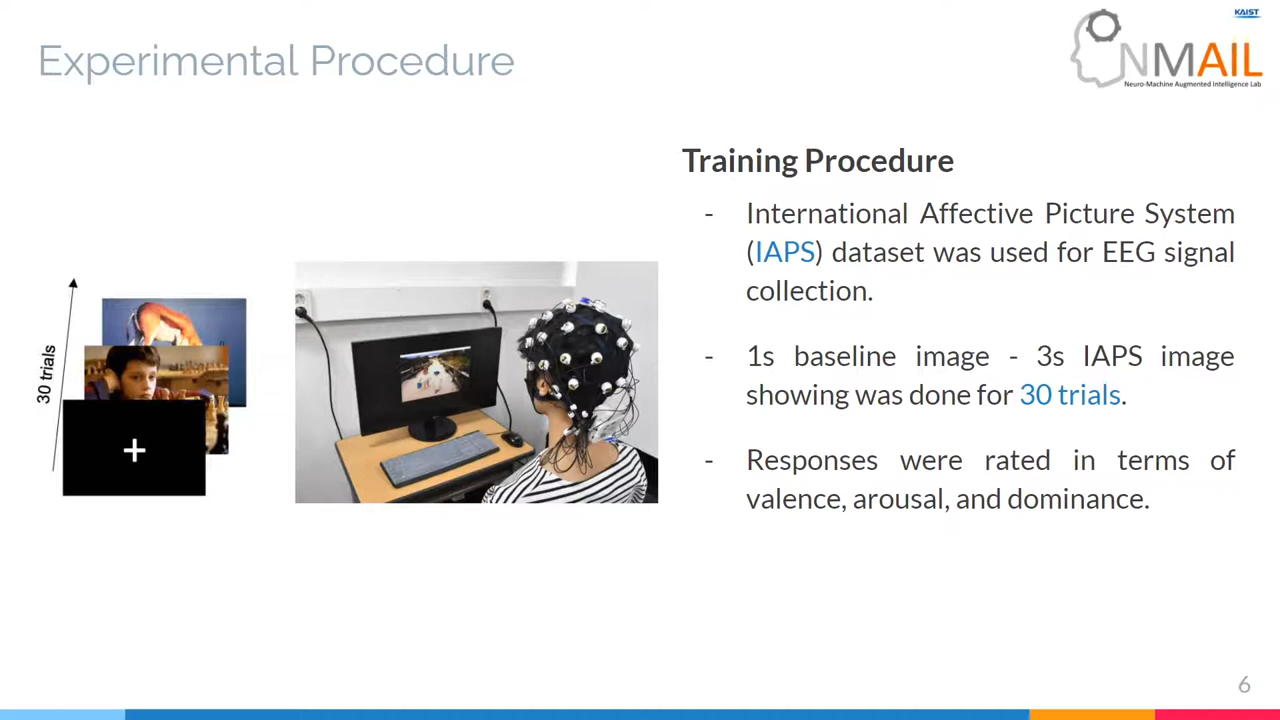 Experimental Procedure
KAIST
NMAIL
Neuro-Machine Augmented Intelligence Lab
Training Procedure
- International Affective Picture System
(IAPS) dataset was used for EEG signal
collection.
- 1s baseline image - 3s IAPS image
showing was done for 30 trials.
- Responses were rated in terms of
valence, arousal, and dominance.
30 trials
6